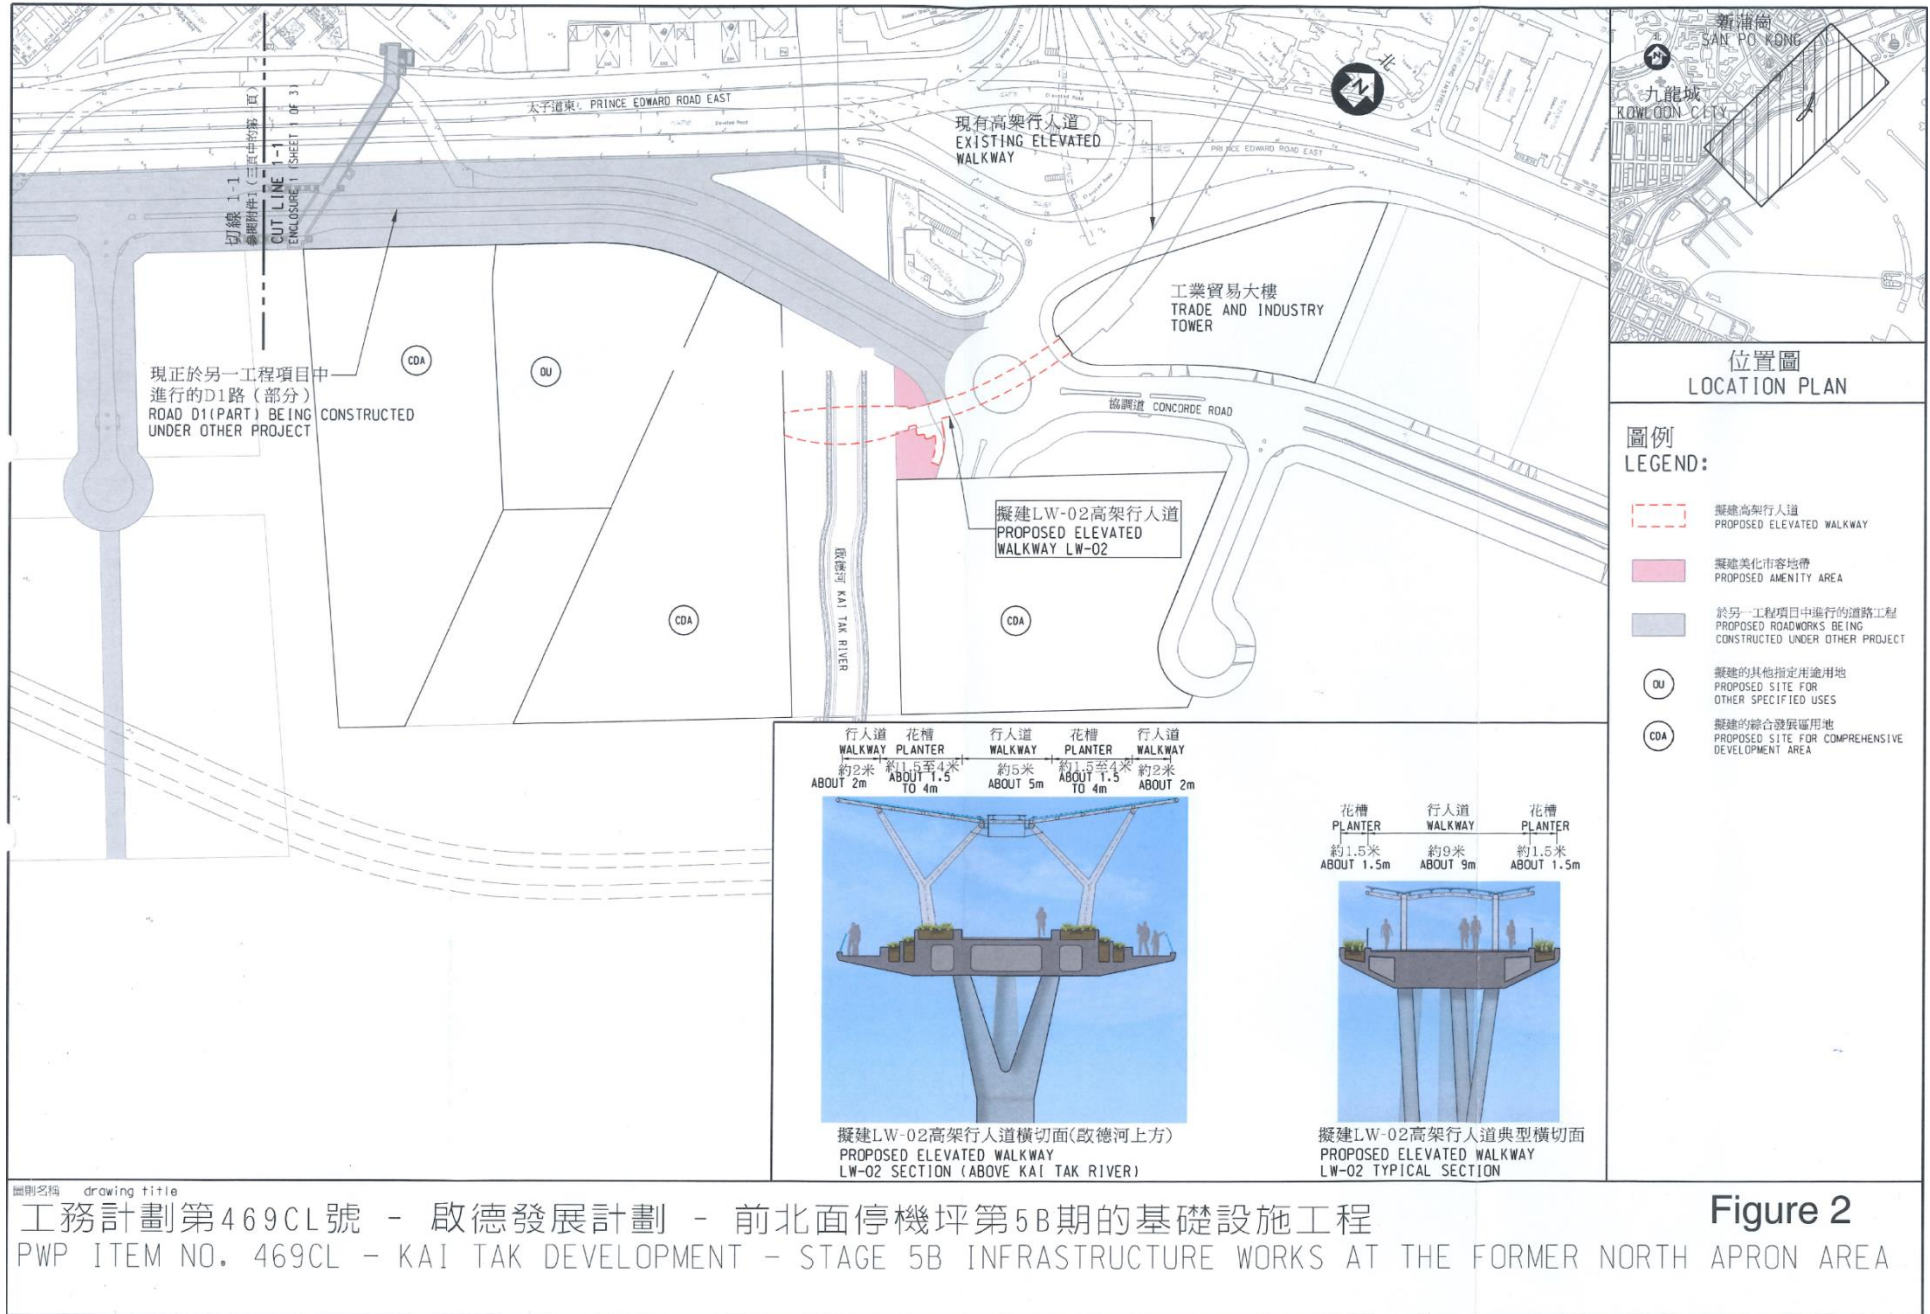 太子道東 PRINCE EDWARD ROAD EAST
現有高架行人道
EXISTING ELEVATED
WALKWAY
北
PRINCE EDWARD ROAD EAST
切線 1-1
參閱附件1 (三頁中的第一頁)
CUT LINE 1-1
ENCLOSURE 1 (SHEET 1 OF 3)
工業貿易大樓
TRADE AND INDUSTRY
TOWER
現正於另一工程項目中
進行的D1路 (部分)
ROAD D1(PART) BEING CONSTRUCTED
UNDER OTHER PROJECT
CDA
OU
協調道 CONCORDE ROAD
擬建LW-02高架行人道
PROPOSED ELEVATED
WALKWAY LW-02
啟德河 KAI TAK RIVER
CDA
CDA
新蒲崗
SAN PO KONG
北
九龍城
KOWLOON CITY
位置圖
LOCATION PLAN
圖例
LEGEND:
擬建高架行人道
PROPOSED ELEVATED WALKWAY
擬建美化市容地帶
PROPOSED AMENITY AREA
於另一工程項目中進行的道路工程
PROPOSED ROADWORKS BEING
CONSTRUCTED UNDER OTHER PROJECT
OU
擬建的其他指定用途用地
PROPOSED SITE FOR
OTHER SPECIFIED USES
CDA
擬建的綜合發展區用地
PROPOSED SITE FOR COMPREHENSIVE
DEVELOPMENT AREA
行人道 花槽 行人道 花槽 行人道
WALKWAY PLANTER WALKWAY PLANTER WALKWAY
約2米 約1.5至4米 約5米 約1.5至4米 約2米
ABOUT 2m ABOUT 1.5 TO 4m ABOUT 5m ABOUT 1.5 TO 4m ABOUT 2m
擬建LW-02高架行人道橫切面(啟德河上方)
PROPOSED ELEVATED WALKWAY
LW-02 SECTION (ABOVE KAI TAK RIVER)
花槽 行人道 花槽
PLANTER WALKWAY PLANTER
約1.5米 約9米 約1.5米
ABOUT 1.5m ABOUT 9m ABOUT 1.5m
擬建LW-02高架行人道典型橫切面
PROPOSED ELEVATED WALKWAY
LW-02 TYPICAL SECTION
圖則名稱 drawing title
工務計劃第469CL號 - 啟德發展計劃 - 前北面停機坪第5B期的基礎設施工程
PWP ITEM NO. 469CL - KAI TAK DEVELOPMENT - STAGE 5B INFRASTRUCTURE WORKS AT THE FORMER NORTH APRON AREA
Figure 2